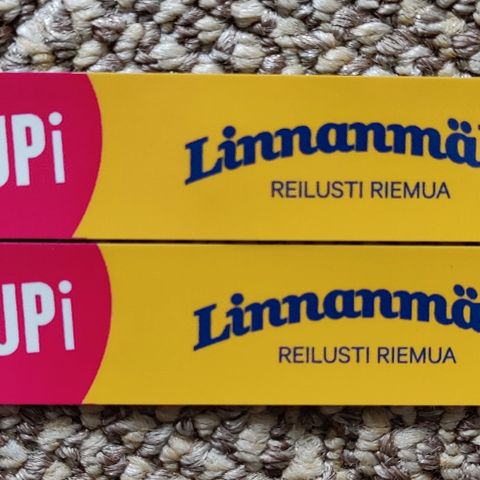 UPi
Linnanmä
REILUSTI RIEMUA
UPi
Linnanmä
REILUSTI RIEMUA